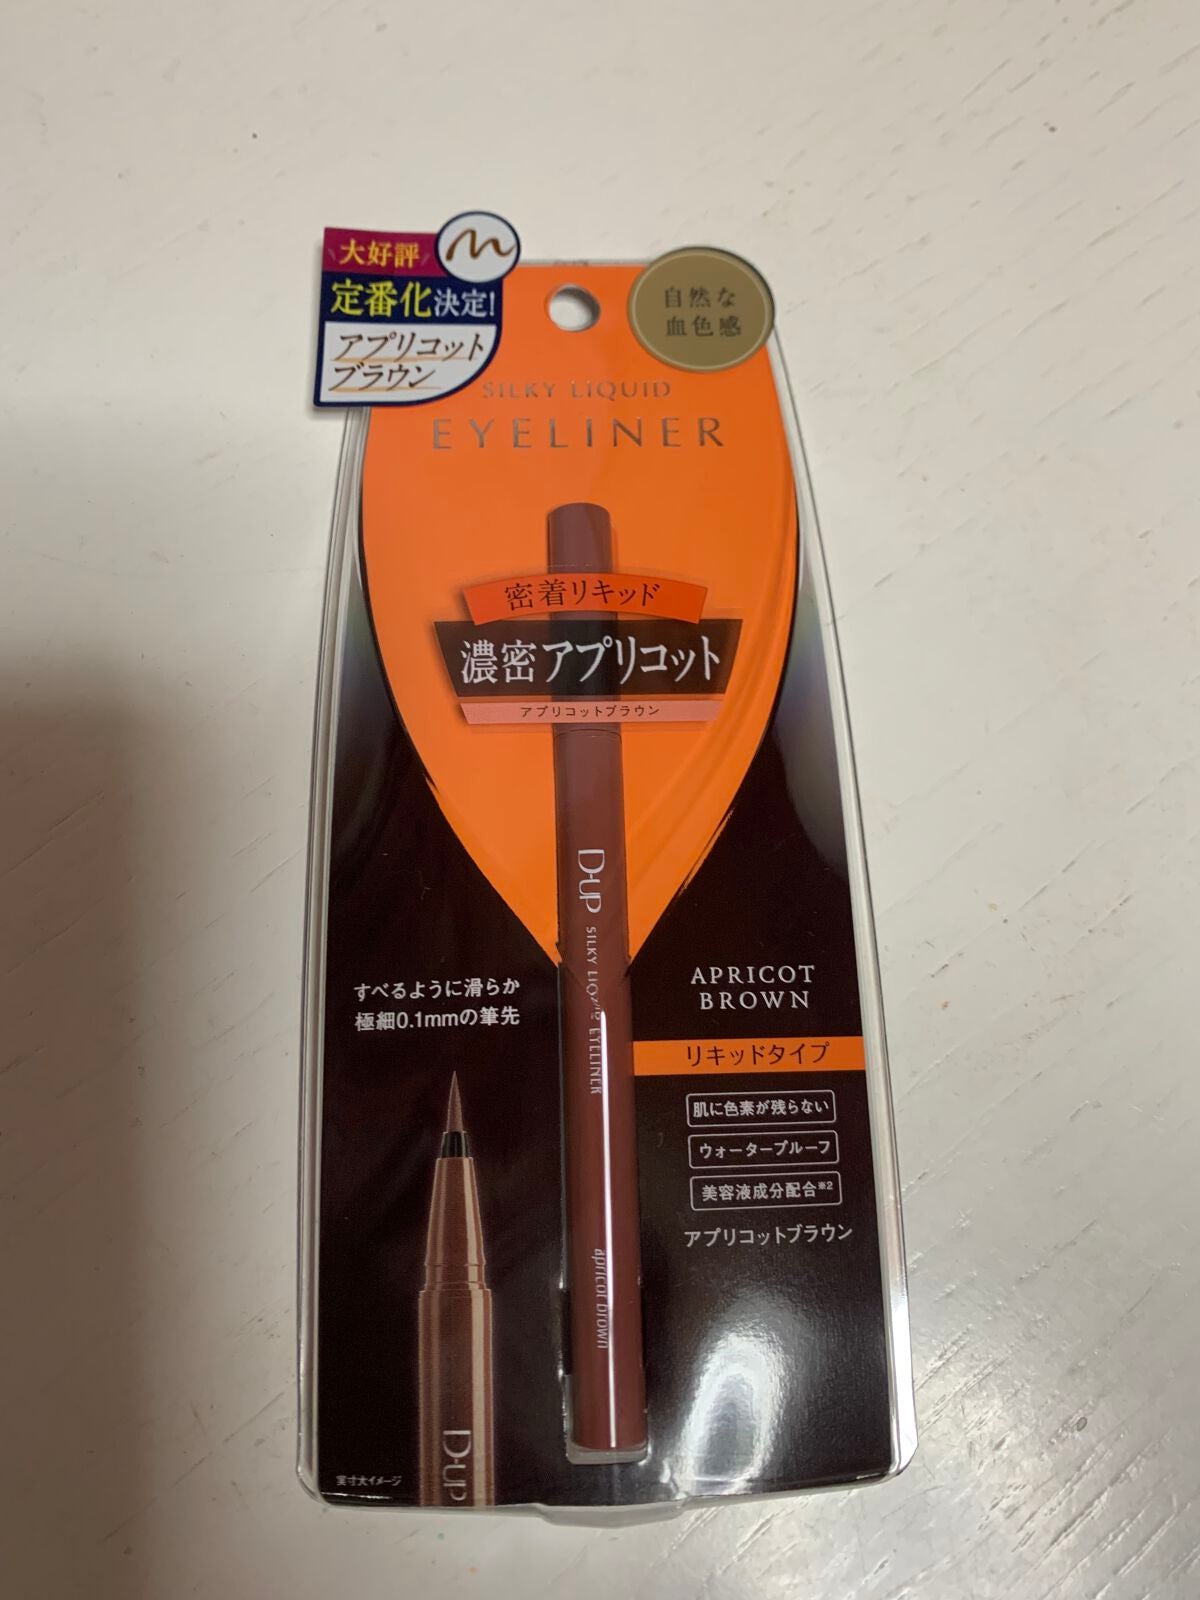 大好評
定番化決定!
アプリコット
ブラウン
自然な
血色感
SILKY LIQUID
EYELINER
密着リキッド
濃密アプリコット
アプリコットブラウン
D-UP SILKY LIQUID EYELINER
apricot brown
すべるように滑らか
極細0.1mmの筆先
APRICOT
BROWN
リキッドタイプ
肌に色素が残らない
ウォータープルーフ
美容液成分配合※2
アプリコットブラウン
D-UP
実寸大イメージ